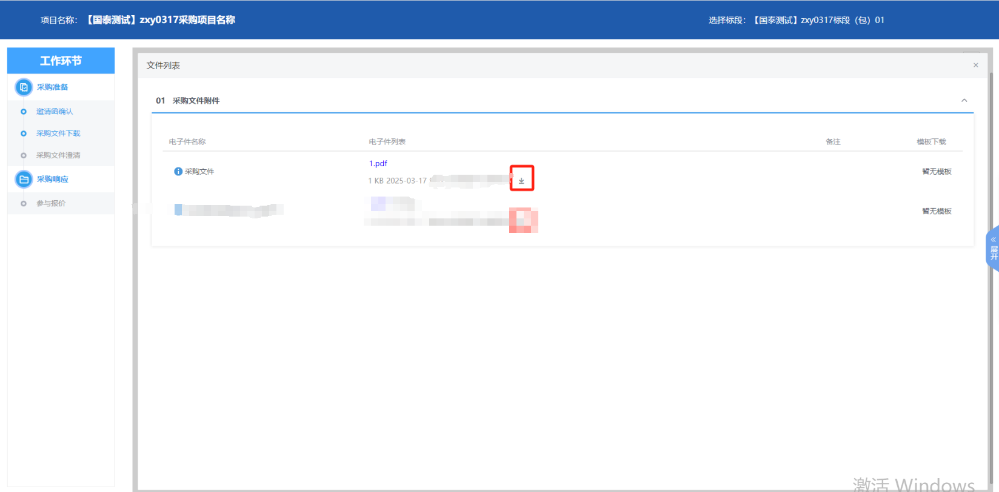 项目名称：【国泰测试】zxy0317采购项目名称
选择标段：【国泰测试】zxy0317标段（包）01
工作环节
采购准备
邀请函确认
采购文件下载
采购文件澄清
采购响应
参与报价
文件列表
01 采购文件附件
电子件名称 电子件列表 备注 模板下载
采购文件
1.pdf
1 KB 2025-03-17
暂无模板
暂无模板
展开
激活 Windows